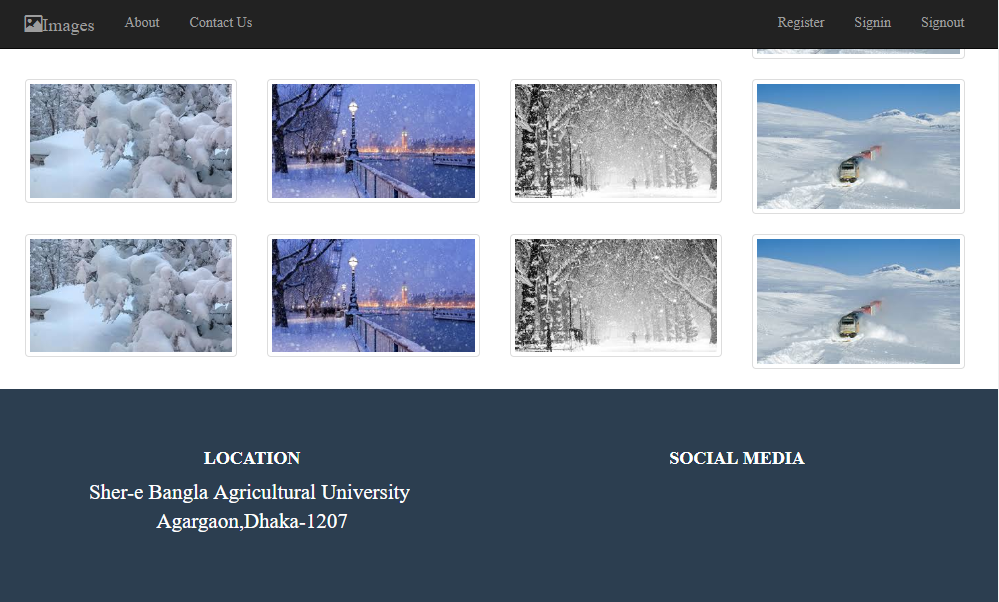 Images
About
Contact Us
Register
Signin
Signout
LOCATION
Sher-e Bangla Agricultural University
Agargaon,Dhaka-1207
SOCIAL MEDIA